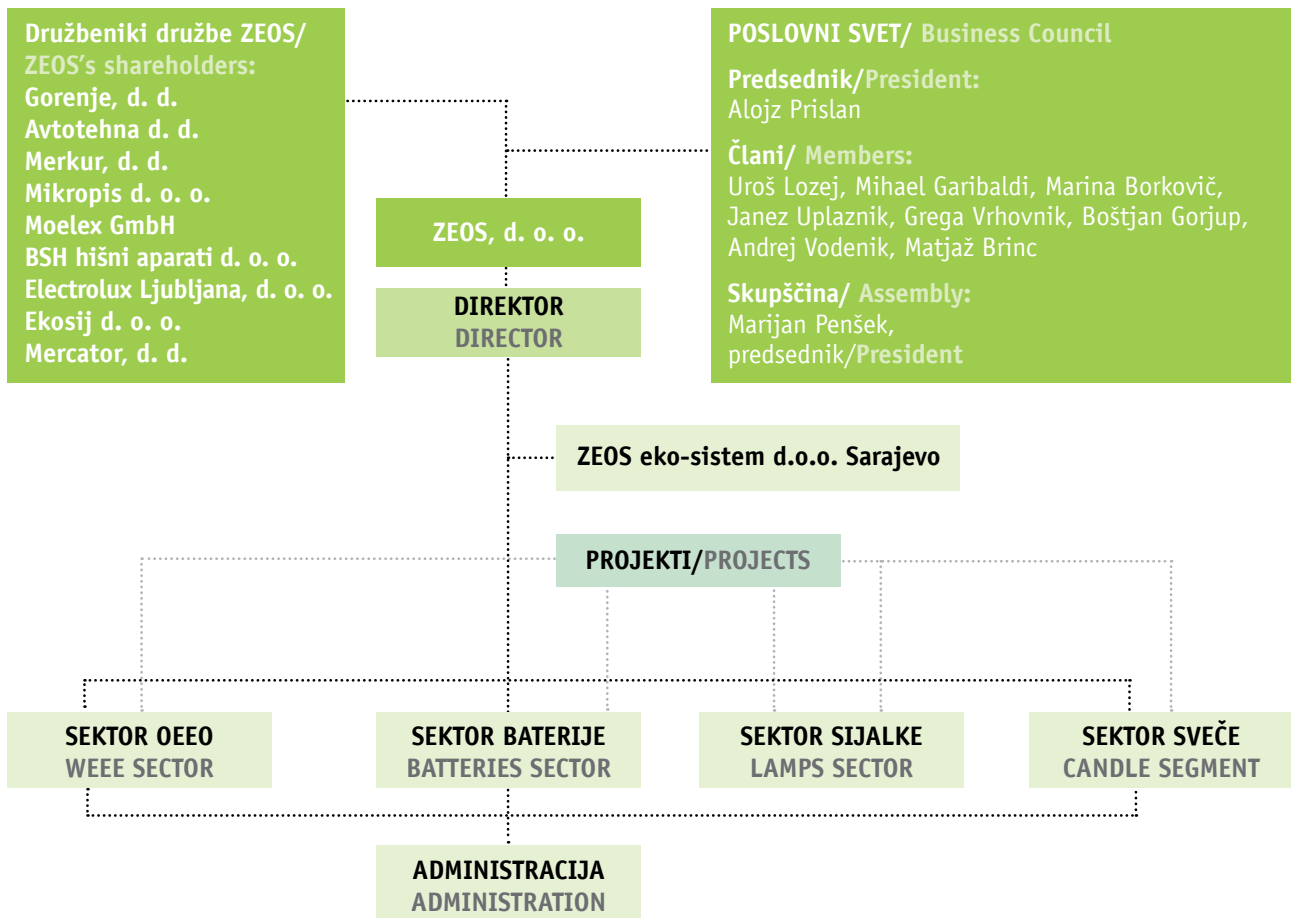 Družbeniki družbe ZEOS/
ZEOS's shareholders:
Gorenje, d. d.
Avtotehna d. d.
Merkur, d. d.
Mikropis d. o. o.
Moelex GmbH
BSH hišni aparati d. o. o.
Electrolux Ljubljana, d. o. o.
Ekosij d. o. o.
Mercator, d. d.
POSLOVNI SVET/ Business Council
Predsednik/President:
Alojz Prislan
Člani/ Members:
Uroš Lozej, Mihael Garibaldi, Marina Borkovič,
Janez Uplaznik, Grega Vrhovnik, Boštjan Gorjup,
Andrej Vodenik, Matjaž Brinc
Skupščina/ Assembly:
Marijan Penšek,
predsednik/President
ZEOS, d. o. o.
DIREKTOR
DIRECTOR
ZEOS eko-sistem d.o.o. Sarajevo
PROJEKTI/PROJECTS
SEKTOR OEEO
WEEE SECTOR
SEKTOR BATERIJE
BATTERIES SECTOR
SEKTOR SIJALKE
LAMPS SECTOR
SEKTOR SVEČE
CANDLE SEGMENT
ADMINISTRACIJA
ADMINISTRATION